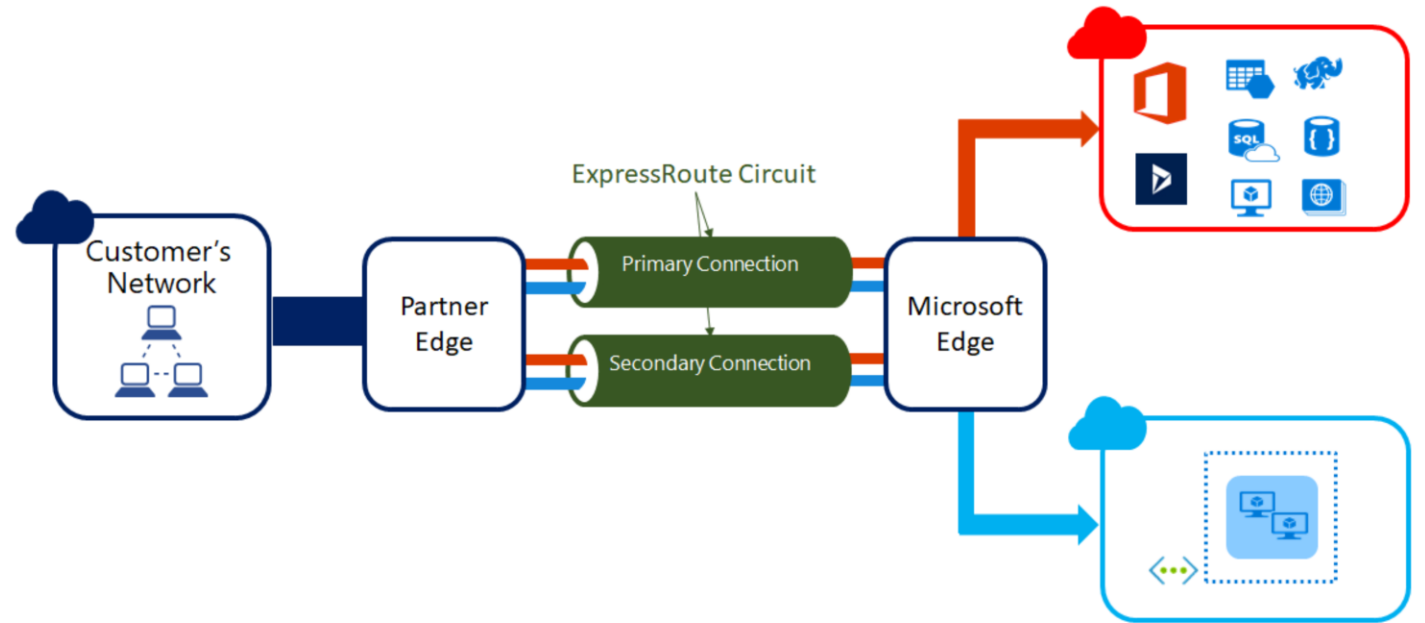 ExpressRoute Circuit
Customer's
Network
Partner
Edge
Primary Connection
Secondary Connection
Microsoft
Edge
SQL
{ }